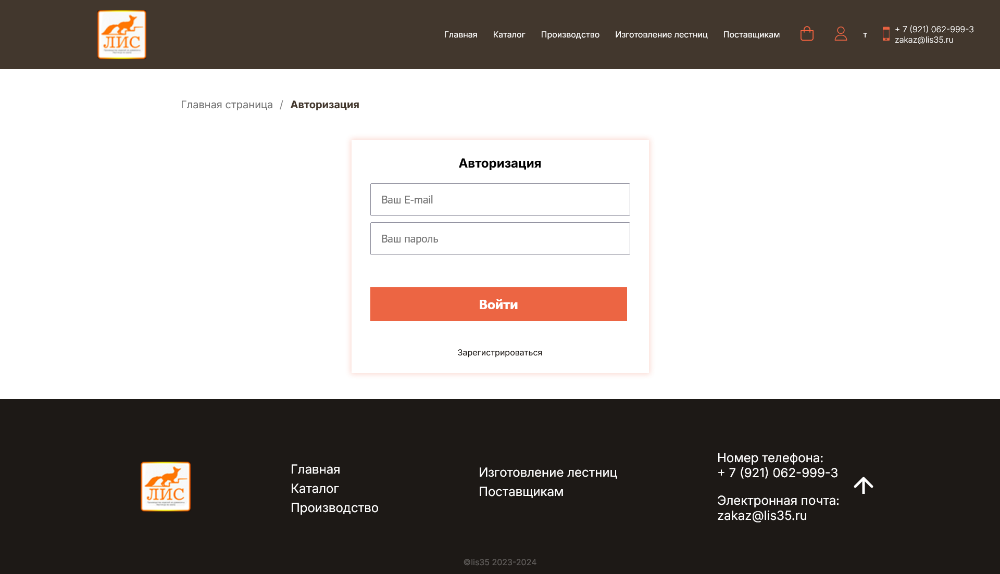 ЛИС
Главная
Каталог
Производство
Изготовление лестниц
Поставщикам
т
+ 7 (921) 062-999-3
zakaz@lis35.ru
Главная страница / Авторизация
Авторизация
Ваш E-mail
Ваш пароль
Войти
Зарегистрироваться
ЛИС
Главная
Каталог
Производство
Изготовление лестниц
Поставщикам
Номер телефона:
+ 7 (921) 062-999-3
Электронная почта:
zakaz@lis35.ru
©lis35 2023-2024